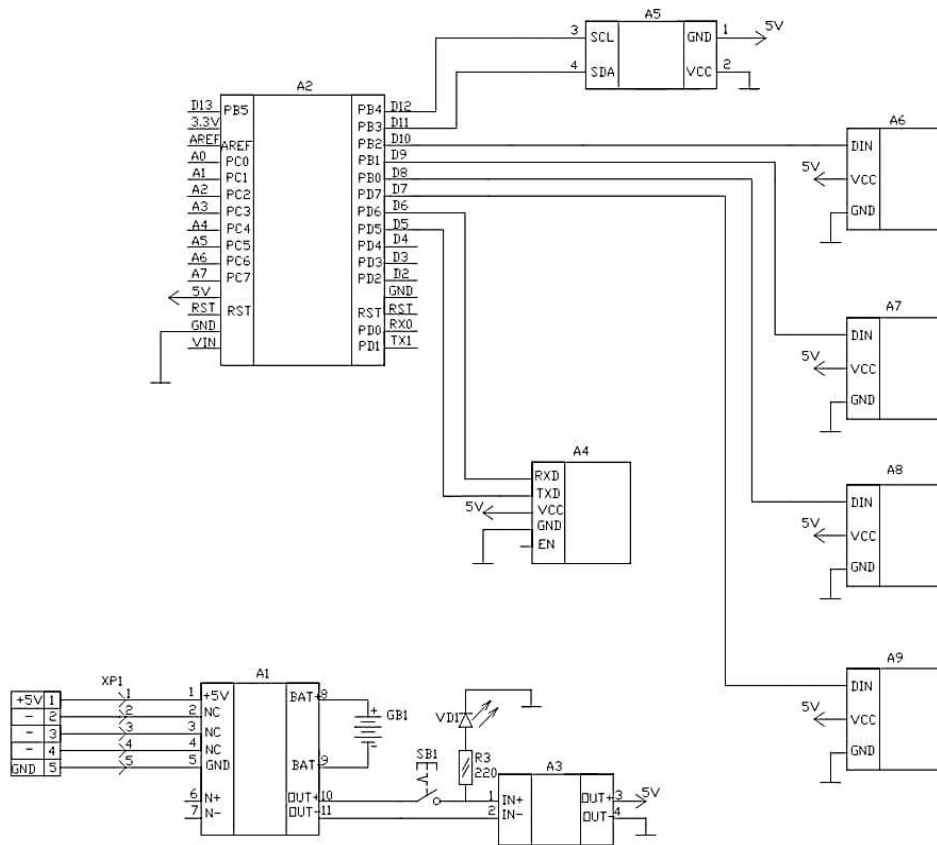 A5
3 SCL GND 1 5V
4 SDA VCC 2
A2
D13 PB5 PB4 D12
3.3V PB3 D11
AREF AREF PB2 D10
A0 PC0 PB1 D9
A1 PC1 PB0 D8
A2 PC2 PD7 D7
A3 PC3 PD6 D6
A4 PC4 PD5 D5
A5 PC5 PD4 D4
A6 PC6 PD3 D3
A7 PC7 PD2 D2
5V GND
RST RST RST RST
GND PD0 RX0
VIN PD1 TX1
A6
DIN
5V VCC
GND
A7
DIN
5V VCC
GND
A4
RXD
TXD
5V VCC
GND
EN
A8
DIN
5V VCC
GND
A9
DIN
5V VCC
GND
XP1 A1
+5V 1 1 1 +5V BAT+ 8
- 2 2 2 NC
- 3 3 3 NC
- 4 4 4 NC
GND 5 5 5 GND BAT- 9
6 N+ OUT+ 10
7 N- OUT- 11
+ GB1 -
VD1
SB1
R3
220
A3
1 IN+ OUT+ 3 5V
2 IN- OUT- 4